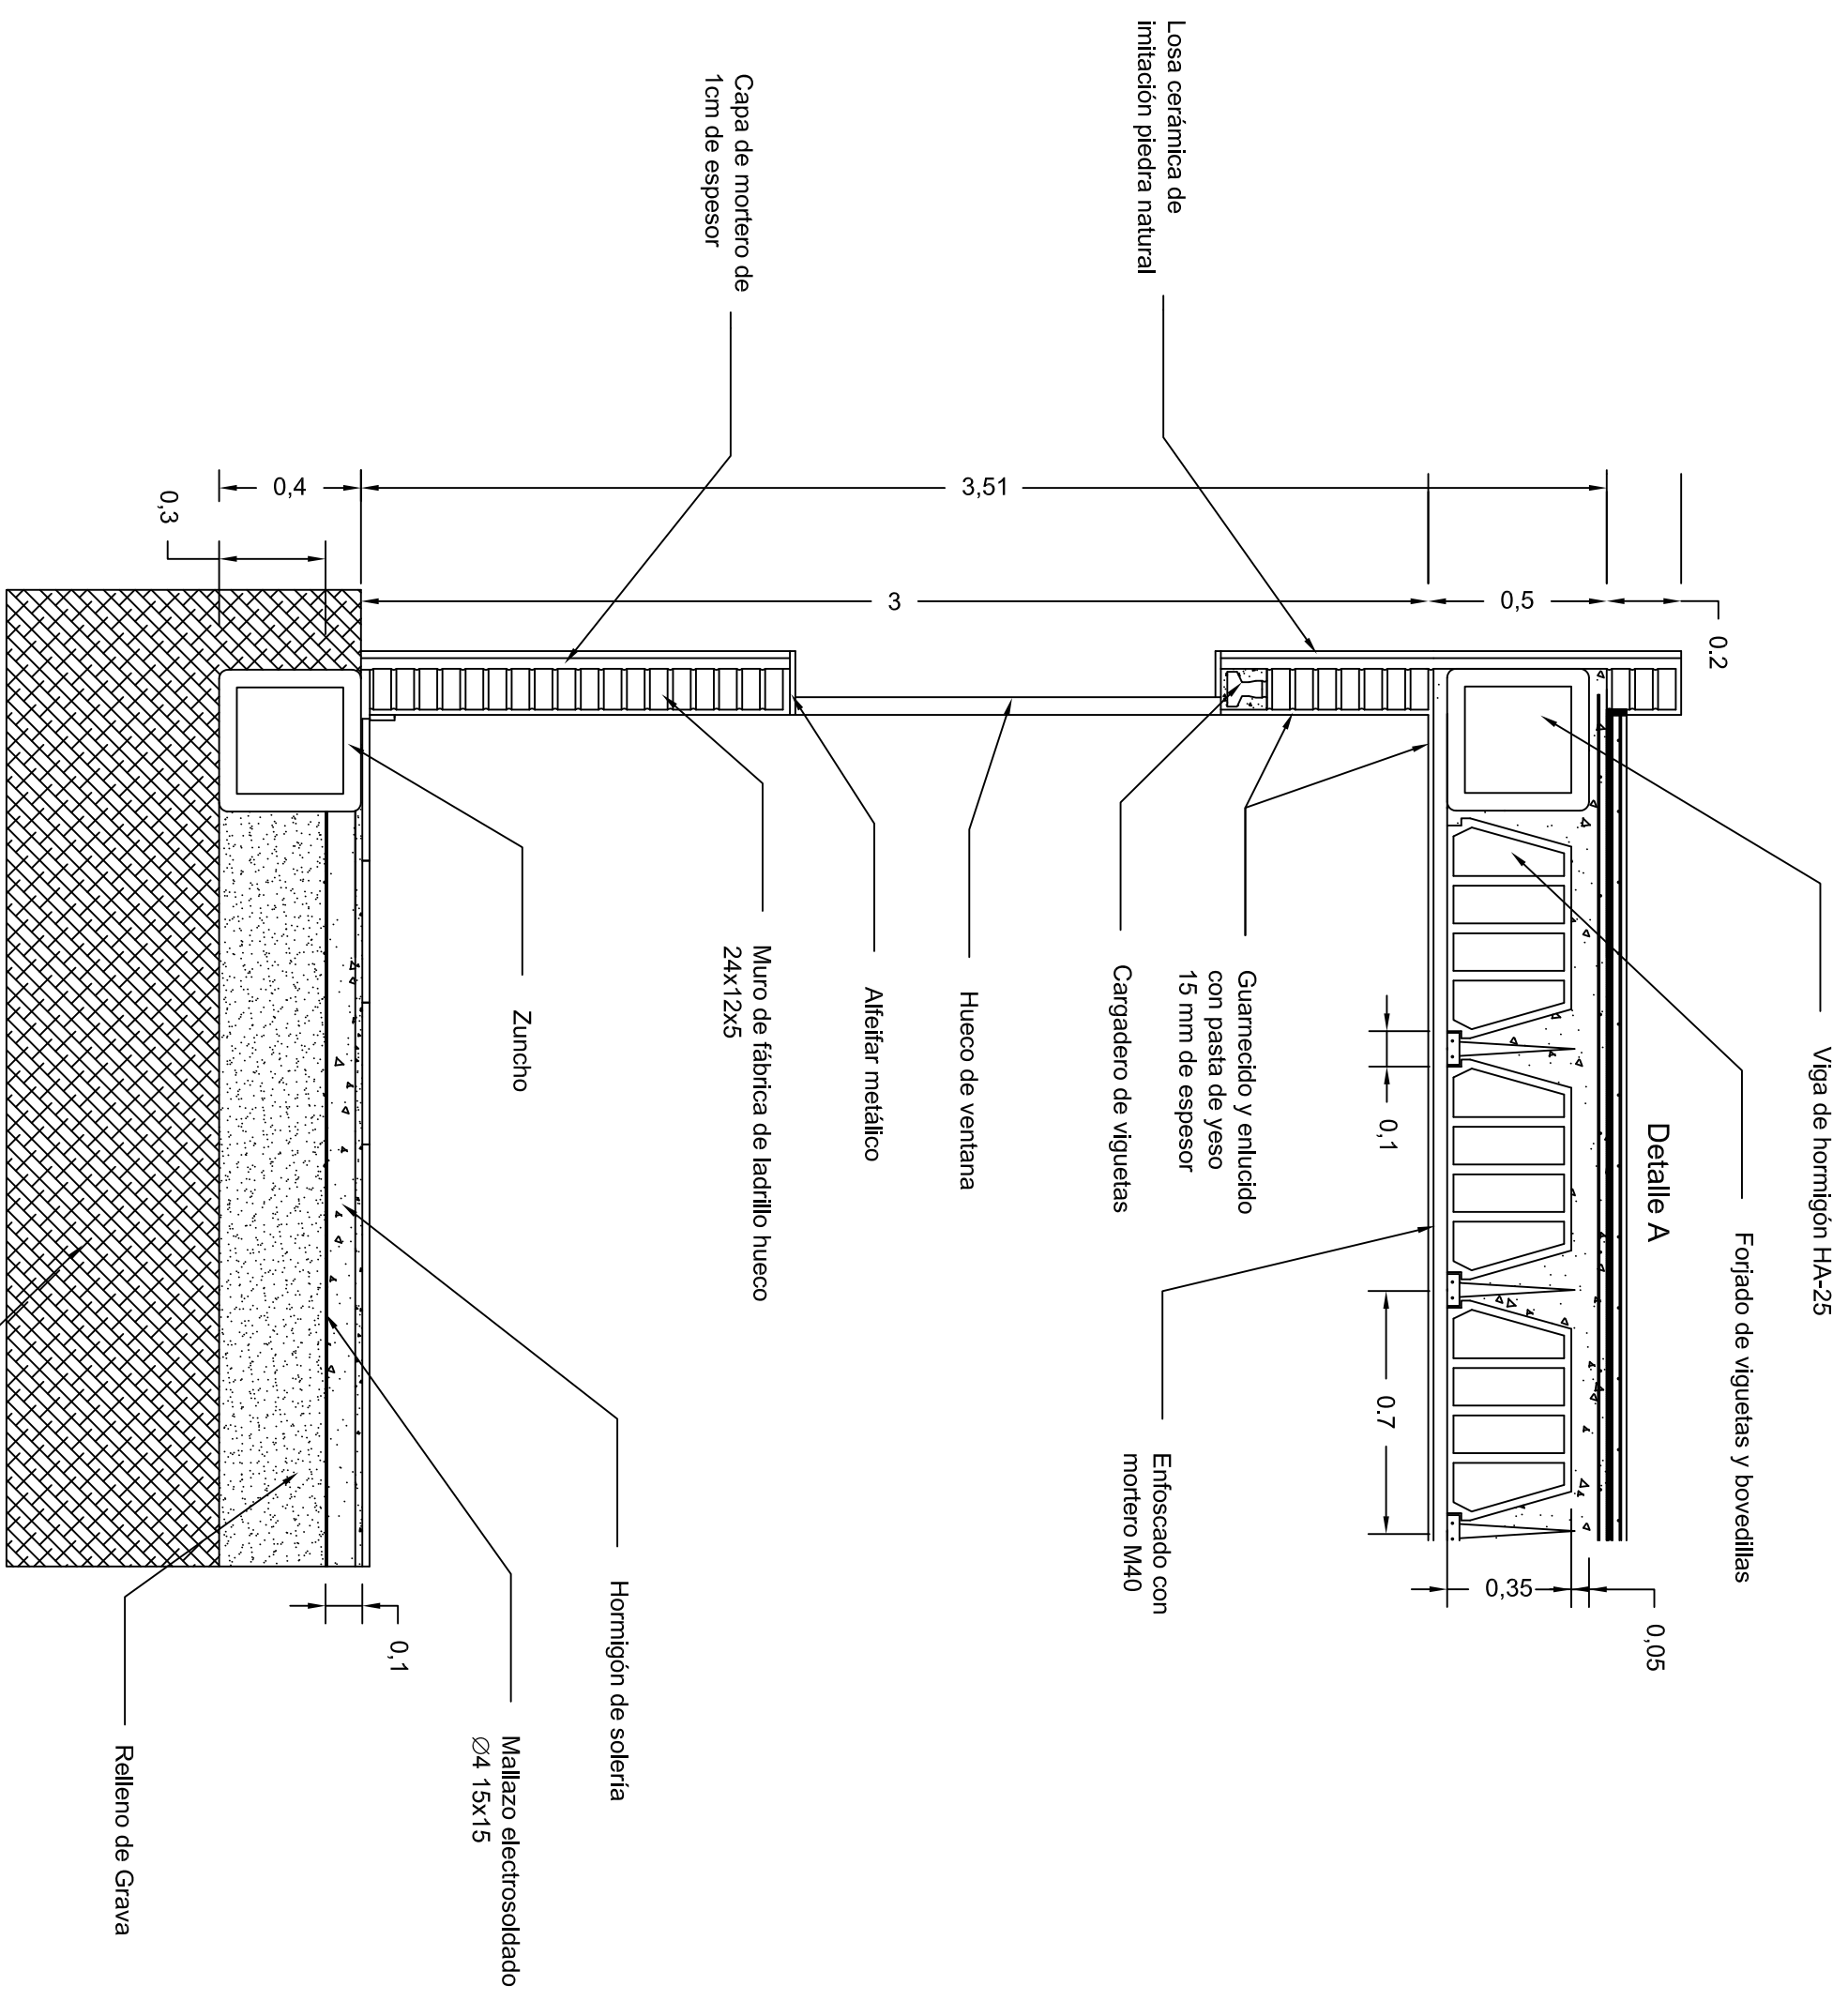 Viga de hormigón HA-25
Forjado de viguetas y bovedillas
Detalle A
0.2
0,05
0,5
0,35
0.7
0,1
Losa cerámica de
imitación piedra natural
Guarnecido y enlucido
con pasta de yeso
15 mm de espesor
Enfoscado con
mortero M40
Cargadero de viguetas
3,51
3
Hueco de ventana
Alfeifar metálico
Capa de mortero de
1cm de espesor
Muro de fábrica de ladrillo hueco
24x12x5
Hormigón de solería
Zuncho
Mallazo electrosoldado
Ø4 15x15
0,1
0,4
0,3
Relleno de Grava